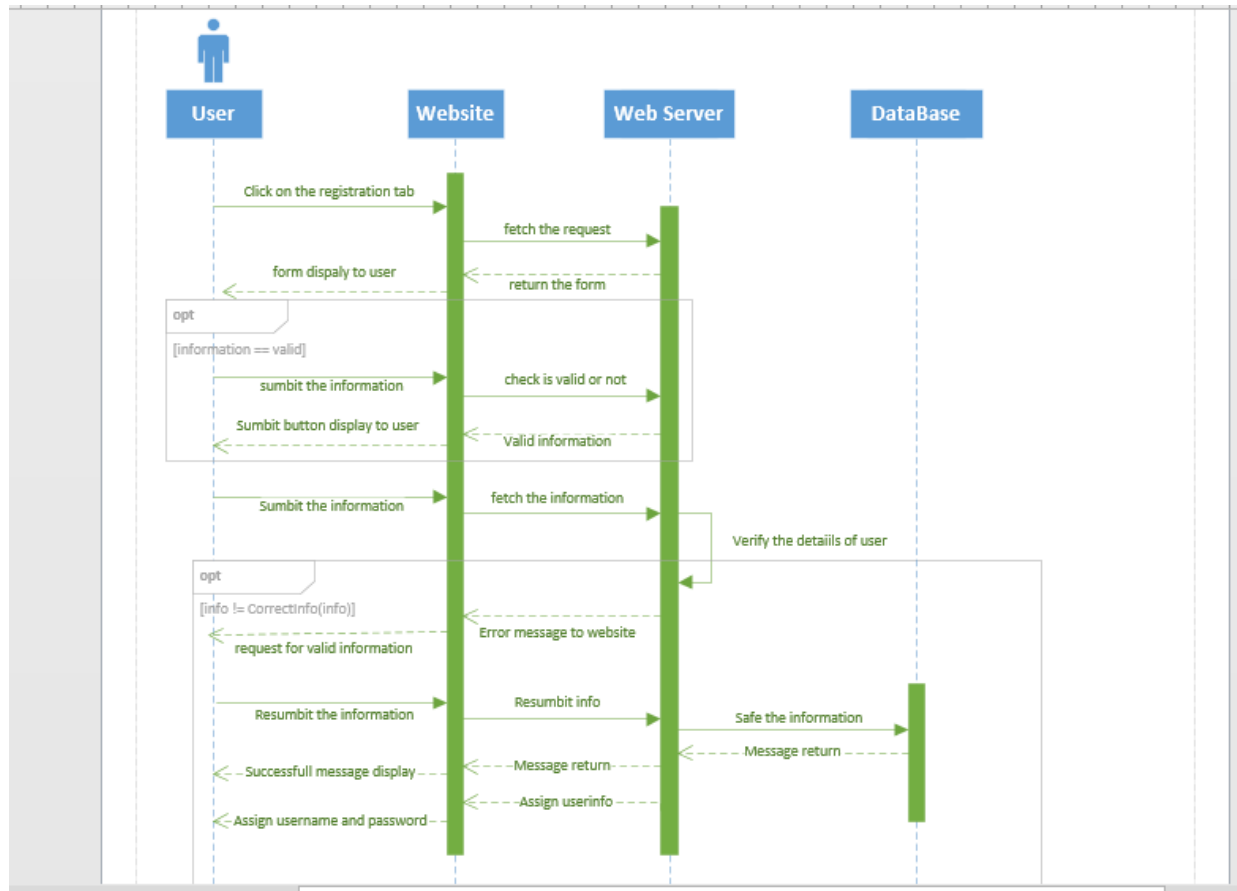 User
Website
Web Server
DataBase
Click on the registration tab
fetch the request
form dispaly to user
return the form
opt
[information == valid]
sumbit the information
check is valid or not
Sumbit button display to user
Valid information
Sumbit the information
fetch the information
Verify the detaiils of user
opt
[info != CorrectInfo(info)]
Error message to website
request for valid information
Resumbit the information
Resumbit info
Safe the information
Message return
Message return
Successfull message display
Assign userinfo
Assign username and password